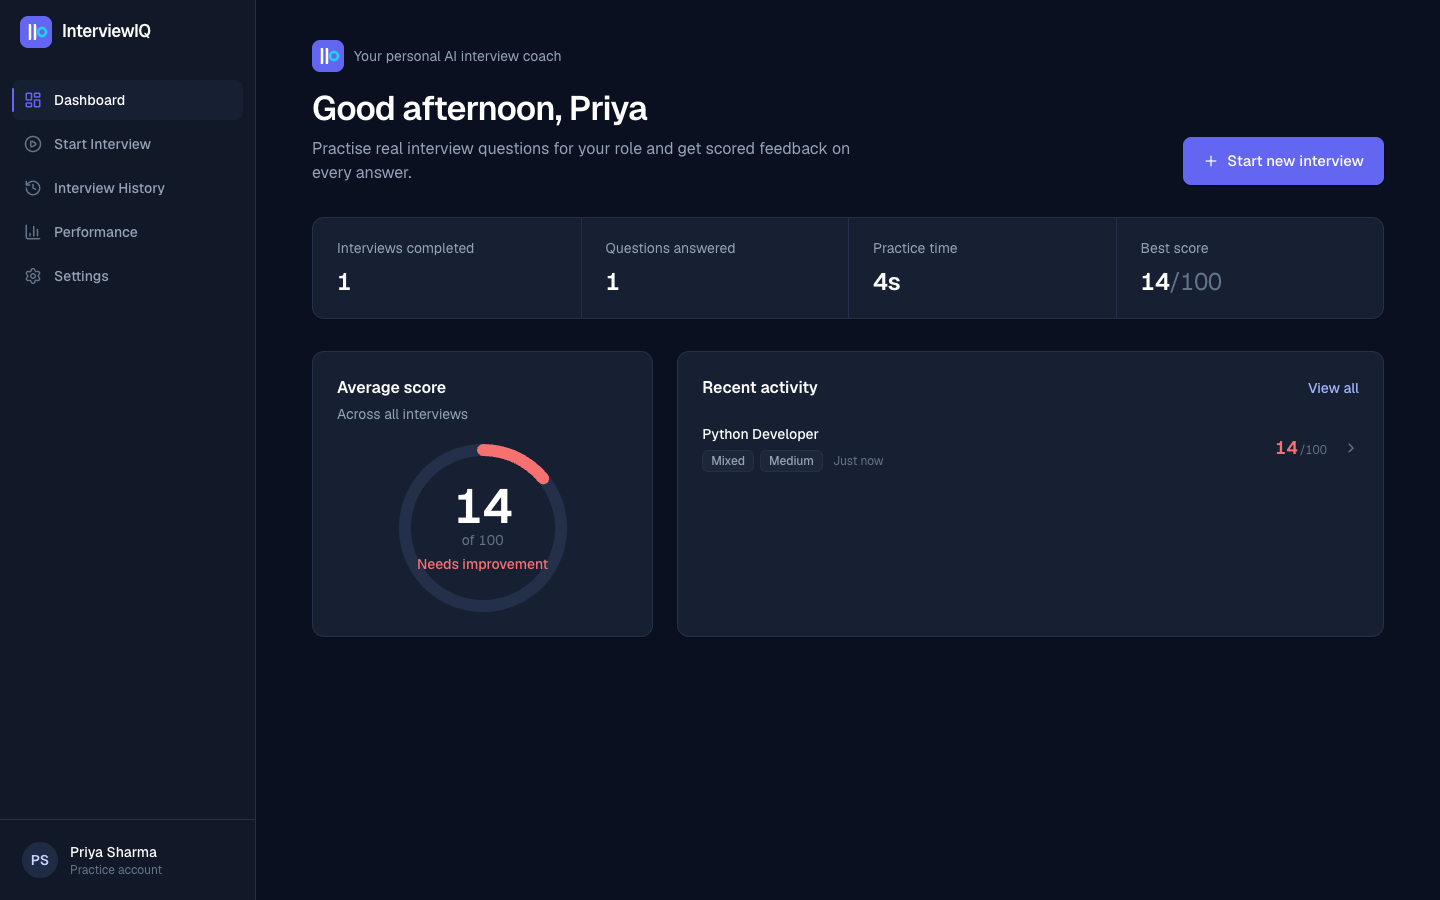 InterviewIQ
Dashboard
Start Interview
Interview History
Performance
Settings
Priya Sharma
PS
Practice account
Your personal AI interview coach
Good afternoon, Priya
Practise real interview questions for your role and get scored feedback on
every answer.
Start new interview
Interviews completed
1
Questions answered
1
Practice time
4s
Best score
14/100
Average score
Across all interviews
14
of 100
Needs improvement
Recent activity
View all
Python Developer
Mixed
Medium
Just now
14/100